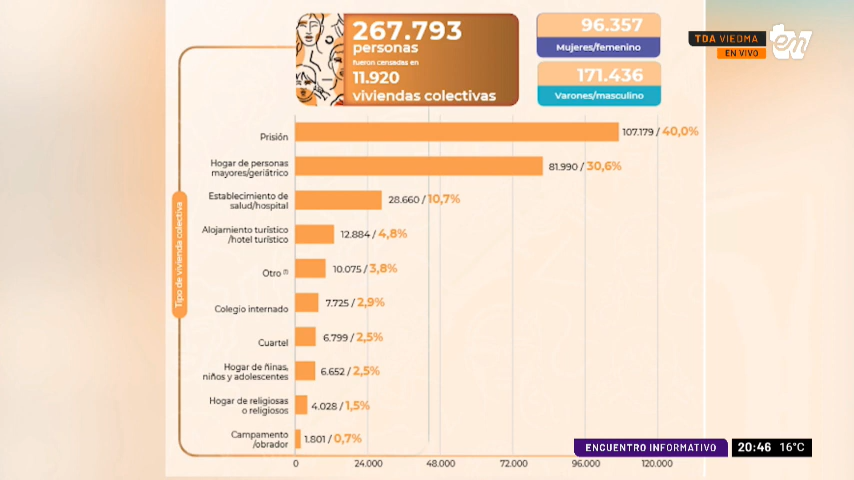 267.793
personas
fueron censadas en
11.920
viviendas colectivas
96.357
Mujeres/femenino
171.436
Varones/masculino
TDA VIEDMA
EN VIVO
en
Tipo de vivienda colectiva
Prisión
107.179 / 40,0%
Hogar de personas
mayores/geriátrico
81.990 / 30,6%
Establecimiento de
salud/hospital
28.660 / 10,7%
Alojamiento turístico
/hotel turístico
12.884 / 4,8%
Otro (1)
10.075 / 3,8%
Colegio internado
7.725 / 2,9%
Cuartel
6.799 / 2,5%
Hogar de ñinas,
niños y adolescentes
6.652 / 2,5%
Hogar de religiosas
o religiosos
4.028 / 1,5%
Campamento
/obrador
1.801 / 0,7%
0 24.000 48.000 72.000 96.000 120.000
ENCUENTRO INFORMATIVO
20:46 16°C